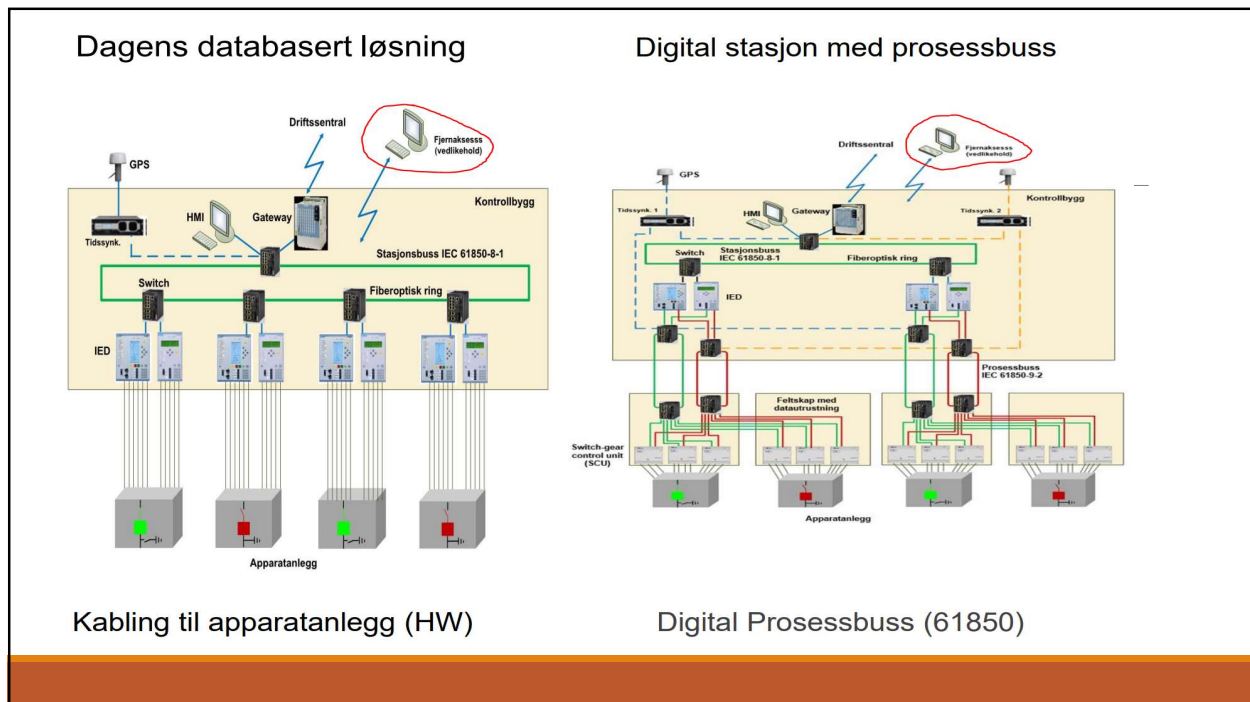 Dagens databasert løsning
Driftssentral
Fjernaksesss
(vedlikehold)
GPS
Kontrollbygg
HMI
Gateway
Tidssynk.
Stasjonsbuss IEC 61850-8-1
Switch
Fiberoptisk ring
IED
Apparatanlegg
Kabling til apparatanlegg (HW)
Digital stasjon med prosessbuss
Driftssentral
Fjernaksesss
(vedlikehold)
GPS
Kontrollbygg
Tidssynk. 1
HMI
Gateway
Tidssynk. 2
Stasjonsbuss
IEC 61850-8-1
Switch
Fiberoptisk ring
IED
Prosessbuss
IEC 61850-9-2
Feltskap med
datautrustning
Switch-gear
control unit
(SCU)
Apparatanlegg
Digital Prosessbuss (61850)